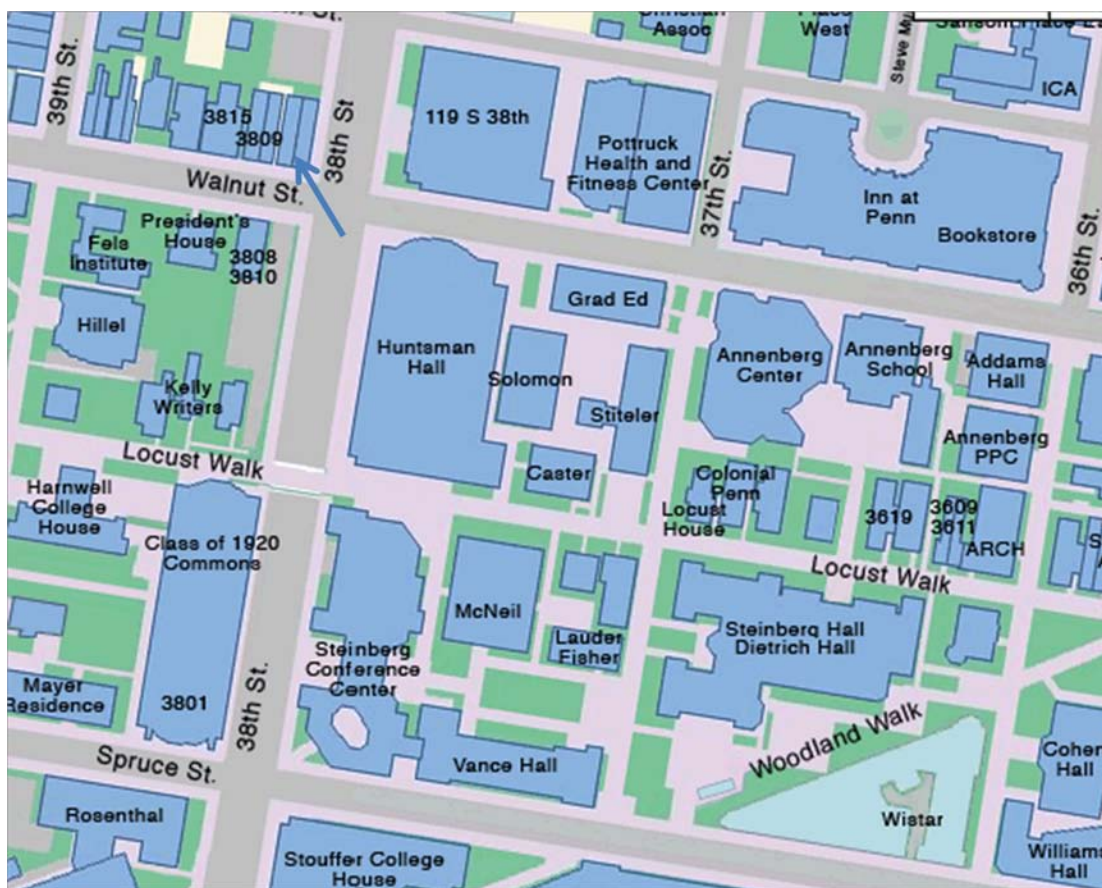 Christian
Assoc
Place
West
ICA
39th St.
38th St
119 S 38th
3815
3809
Pottruck
Health and
Fitness Center
37th St.
Walnut St.
Inn at
Penn
Bookstore
36th St.
President's
House
Fels
Institute
3808
3810
Grad Ed
Hillel
Huntsman
Hall
Solomon
Annenberg
Center
Annenberg
School
Addams
Hall
Kelly
Writers
Stiteler
Annenberg
PPC
Locust Walk
Caster
Colonial
Penn
Locust
House
Harnwell
College
House
3619
3609
3611
ARCH
Class of 1920
Commons
Locust Walk
McNeil
Lauder
Fisher
Steinberg Hall
Dietrich Hall
Steinberg
Conference
Center
Mayer
Residence
3801
38th St.
Woodland Walk
Spruce St.
Vance Hall
Cohen
Hall
Rosenthal
Wistar
Stouffer College
House
Williams
Hall